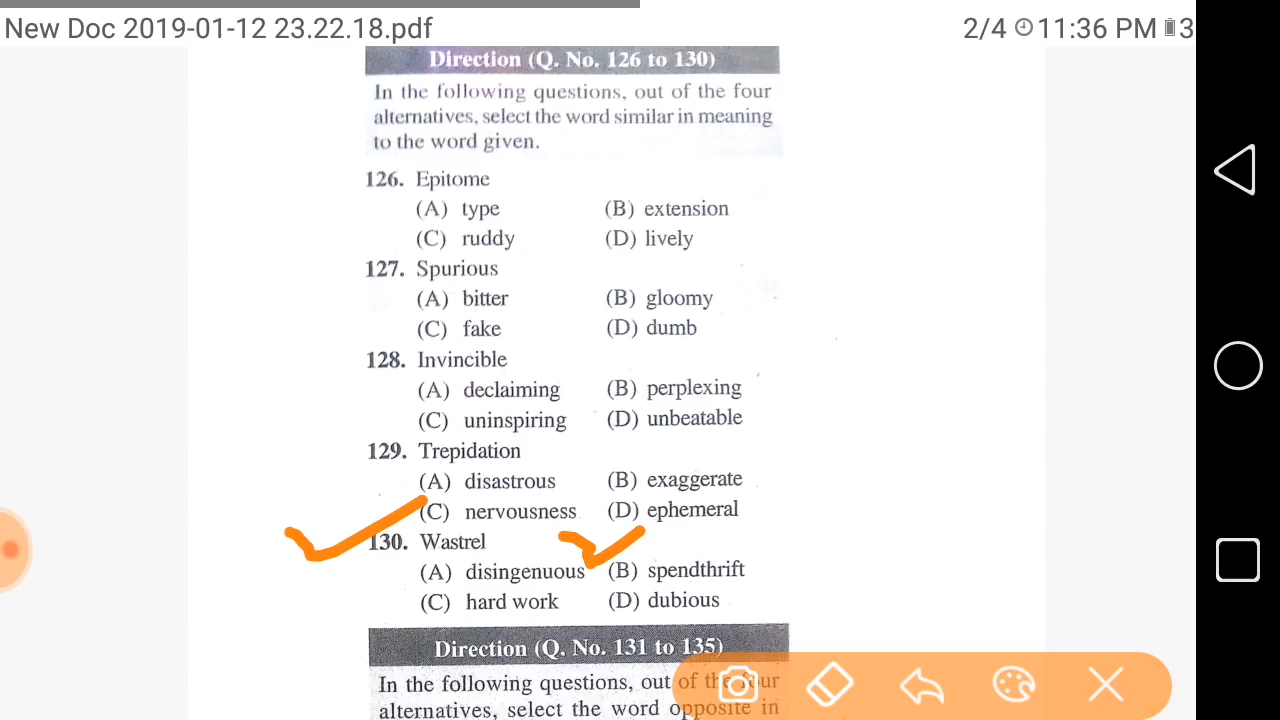 New Doc 2019-01-12 23.22.18.pdf 2/4 11:36 PM 3
Direction (Q. No. 126 to 130)
In the following questions, out of the four
alternatives, select the word similar in meaning
to the word given.
126. Epitome
(A) type (B) extension
(C) ruddy (D) lively
127. Spurious
(A) bitter (B) gloomy
(C) fake (D) dumb
128. Invincible
(A) declaiming (B) perplexing
(C) uninspiring (D) unbeatable
129. Trepidation
(A) disastrous (B) exaggerate
(C) nervousness (D) ephemeral
130. Wastrel
(A) disingenuous (B) spendthrift
(C) hard work (D) dubious
Direction (Q. No. 131 to 135)
In the following questions, out of the four
alternatives, select the word opposite in